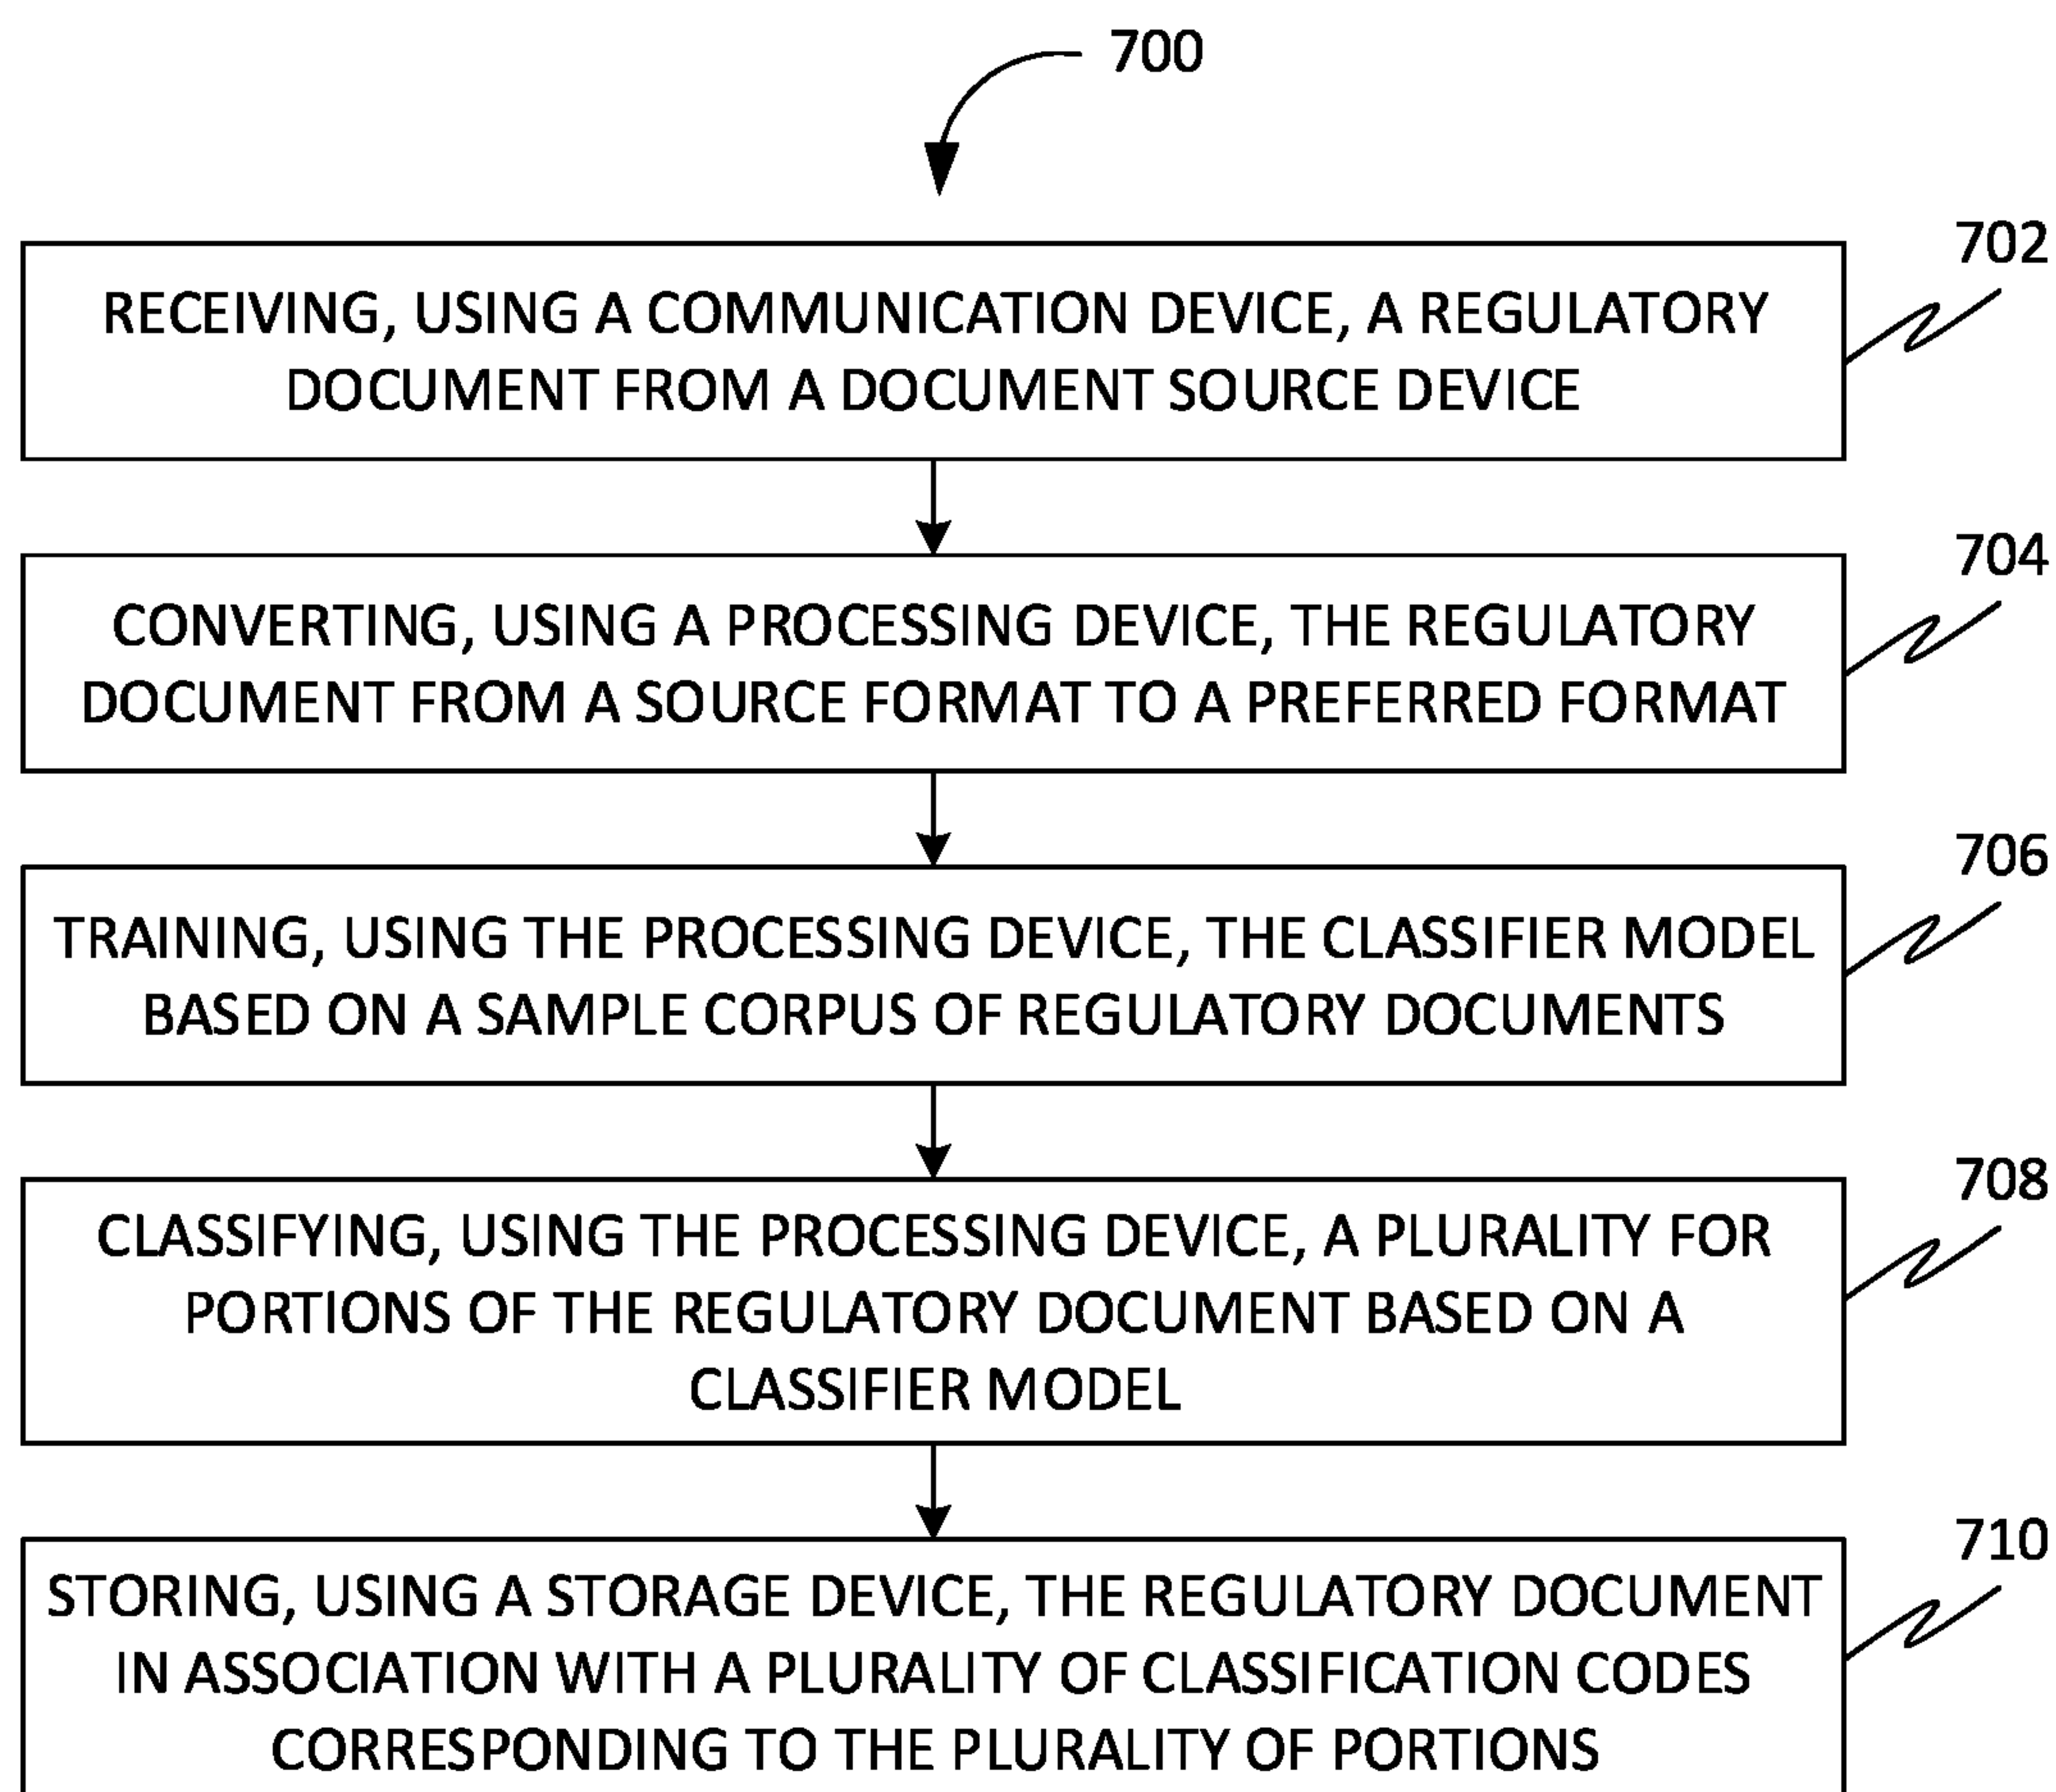 700
702
RECEIVING, USING A COMMUNICATION DEVICE, A REGULATORY
DOCUMENT FROM A DOCUMENT SOURCE DEVICE
704
CONVERTING, USING A PROCESSING DEVICE, THE REGULATORY
DOCUMENT FROM A SOURCE FORMAT TO A PREFERRED FORMAT
706
TRAINING, USING THE PROCESSING DEVICE, THE CLASSIFIER MODEL
BASED ON A SAMPLE CORPUS OF REGULATORY DOCUMENTS
708
CLASSIFYING, USING THE PROCESSING DEVICE, A PLURALITY FOR
PORTIONS OF THE REGULATORY DOCUMENT BASED ON A
CLASSIFIER MODEL
710
STORING, USING A STORAGE DEVICE, THE REGULATORY DOCUMENT
IN ASSOCIATION WITH A PLURALITY OF CLASSIFICATION CODES
CORRESPONDING TO THE PLURALITY OF PORTIONS